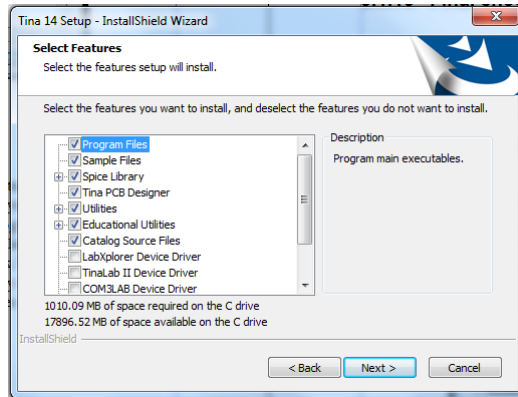 Tina 14 Setup - InstallShield Wizard
Select Features
Select the features setup will install.
Select the features you want to install, and deselect the features you do not want to install.
Program Files
Sample Files
Spice Library
Tina PCB Designer
Utilities
Educational Utilities
Catalog Source Files
LabXplorer Device Driver
TinaLab II Device Driver
COM3LAB Device Driver
Description
Program main executables.
1010.09 MB of space required on the C drive
17896.52 MB of space available on the C drive
InstallShield
< Back
Next >
Cancel